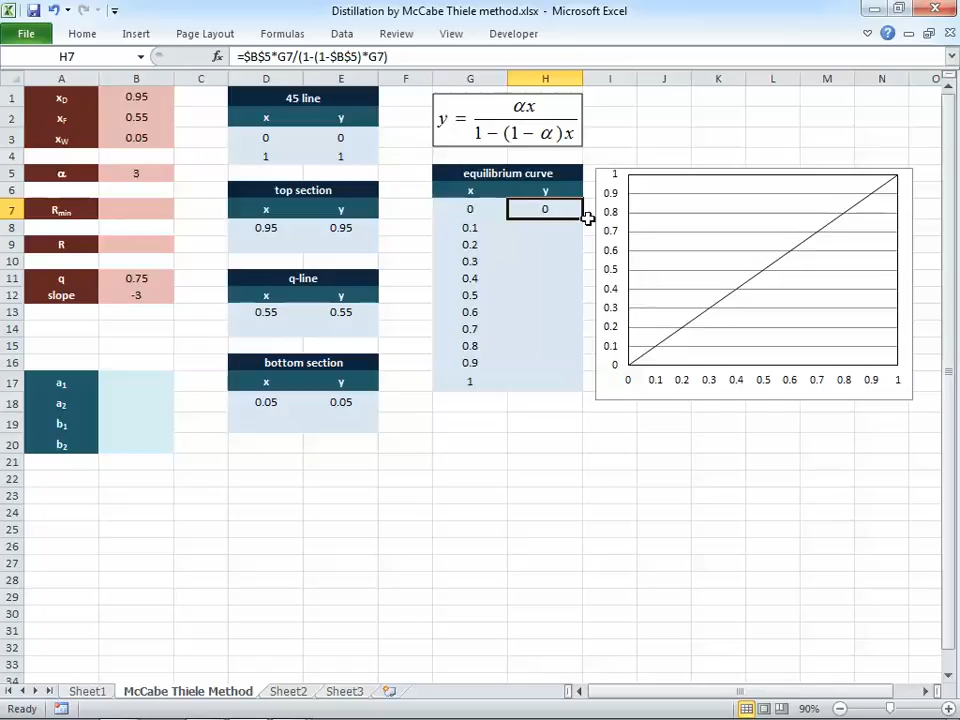 Distillation by McCabe Thiele method.xlsx - Microsoft Excel
File Home Insert Page Layout Formulas Data Review View Developer
H7 fx =$B$5*G7/(1-(1-$B$5)*G7)
A B C D E F G H I J K L M N O
1 xD 0.95 45 line y = αx / 1 − (1 − α)x
2 xF 0.55 x y
3 xW 0.05 0 0
4 1 1
5 α 3 equilibrium curve
6 top section x y
7 Rmin x y 0 0
8 0.95 0.95 0.1
9 R 0.2
10 0.3
11 q 0.75 q-line 0.4
12 slope -3 x y 0.5
13 0.55 0.55 0.6
14 0.7
15 0.8
16 bottom section 0.9
17 a1 x y 1
18 a2 0.05 0.05
19 b1
20 b2
21
22
23
24
25
26
27
28
29
30
31
32
33
34
1
0.9
0.8
0.7
0.6
0.5
0.4
0.3
0.2
0.1
0
0 0.1 0.2 0.3 0.4 0.5 0.6 0.7 0.8 0.9 1
Sheet1 McCabe Thiele Method Sheet2 Sheet3
Ready 90%